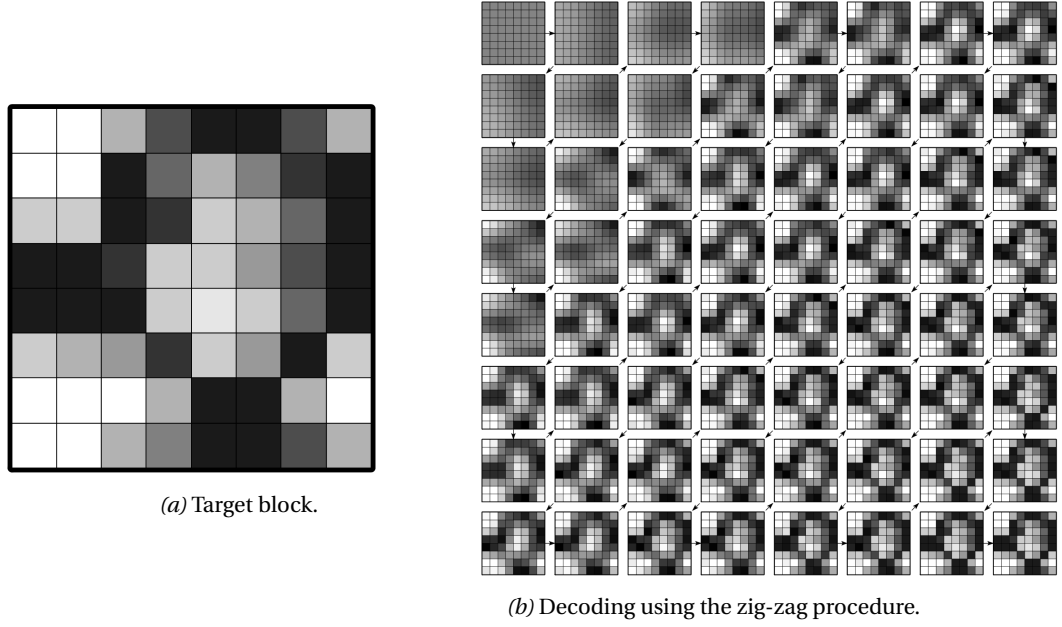 (a) Target block.
(b) Decoding using the zig-zag procedure.